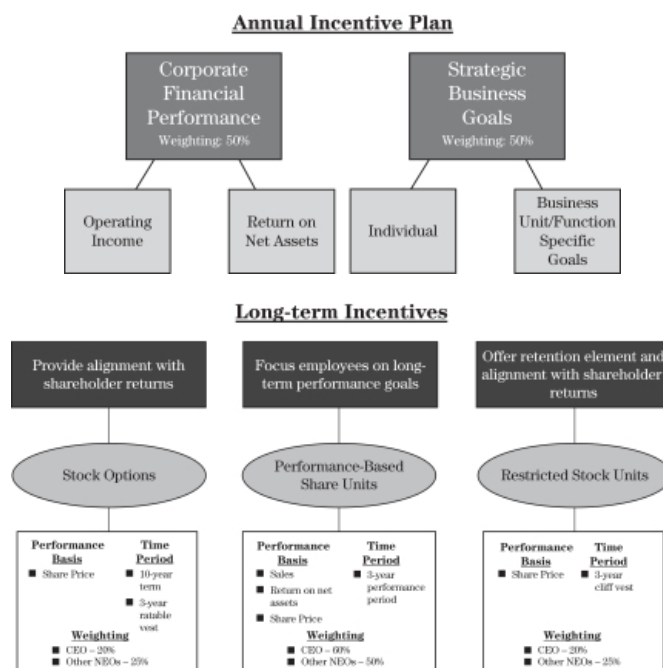 Annual Incentive Plan
Corporate
Financial
Performance
Weighting: 50%
Strategic
Business
Goals
Weighting: 50%
Operating
Income
Return on
Net Assets
Individual
Business
Unit/Function
Specific
Goals
Long-term Incentives
Provide alignment with
shareholder returns
Focus employees on long-
term performance goals
Offer retention element and
alignment with shareholder
returns
Stock Options
Performance-Based
Share Units
Restricted Stock Units
Performance
Basis
Share Price
Time
Period
10-year
term
3-year
ratable
vest
Weighting
CEO – 20%
Other NEOs – 25%
Performance
Basis
Sales
Return on net
assets
Share Price
Time
Period
3-year
performance
period
Weighting
CEO – 60%
Other NEOs – 50%
Performance
Basis
Share Price
Time
Period
3-year
cliff vest
Weighting
CEO – 20%
Other NEOs – 25%